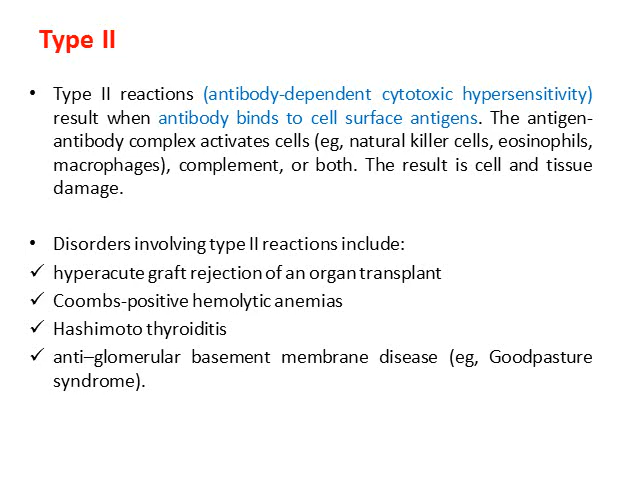 Type II
• Type II reactions (antibody-dependent cytotoxic hypersensitivity)
result when antibody binds to cell surface antigens. The antigen-
antibody complex activates cells (eg, natural killer cells, eosinophils,
macrophages), complement, or both. The result is cell and tissue
damage.
• Disorders involving type II reactions include:
✓ hyperacute graft rejection of an organ transplant
✓ Coombs-positive hemolytic anemias
✓ Hashimoto thyroiditis
✓ anti–glomerular basement membrane disease (eg, Goodpasture
syndrome).